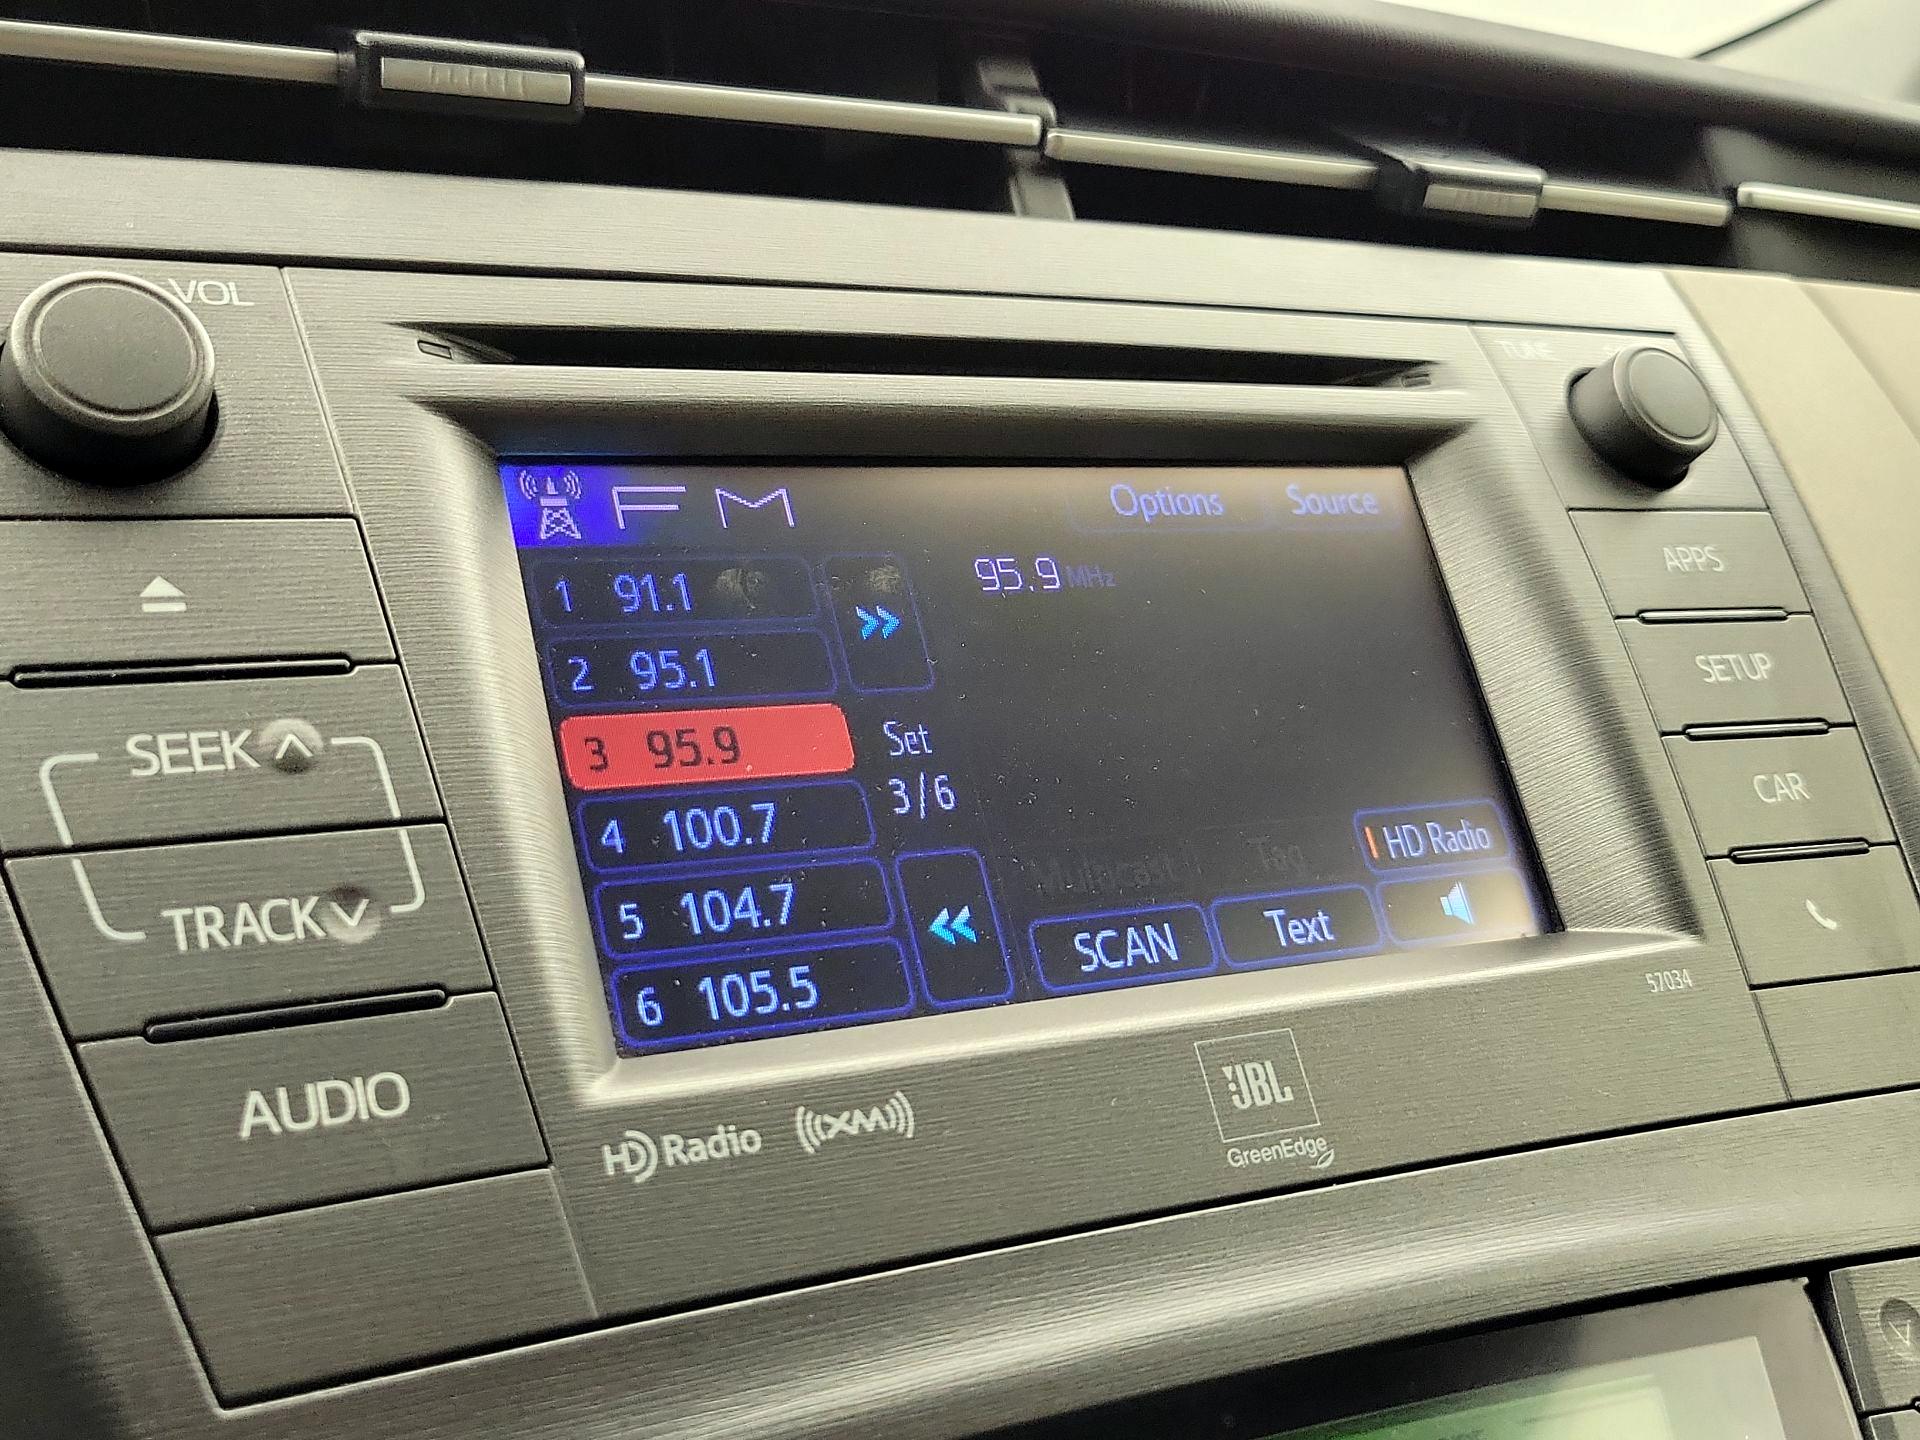 VOL
TUNE
FM
Options
Source
1 91.1
95.9 MHz
2 95.1
3 95.9
Set
3/6
4 100.7
5 104.7
6 105.5
Multicast
Tag
HD Radio
SCAN
Text
SEEK
TRACK
AUDIO
APPS
SETUP
CAR
57034
HD Radio
((XM))
JBL
GreenEdge